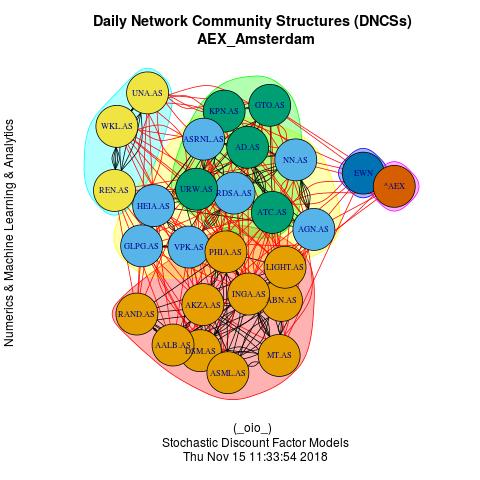 Daily Network Community Structures (DNCSs)
AEX_Amsterdam
Numerics & Machine Learning & Analytics
UNA.AS
KPN.AS
GTO.AS
WKL.AS
ASRNL.AS
AD.AS
NN.AS
EWN
^AEX
REN.AS
URW.AS
RDSA.AS
HEIA.AS
ATC.AS
AGN.AS
GLPG.AS
VPK.AS
PHIA.AS
LIGHT.AS
INGA.AS
ABN.AS
AKZA.AS
RAND.AS
AALB.AS
DSM.AS
MT.AS
ASML.AS
(_oio_)
Stochastic Discount Factor Models
Thu Nov 15 11:33:54 2018